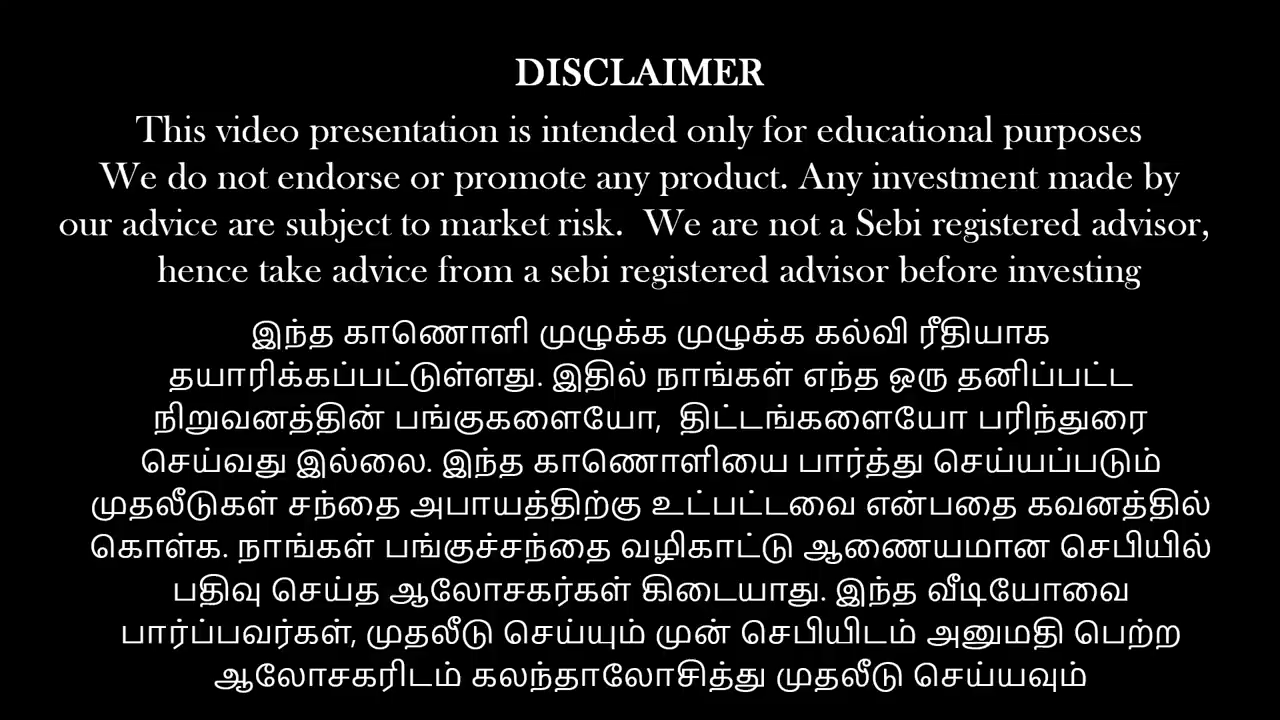 DISCLAIMER
This video presentation is intended only for educational purposes
We do not endorse or promote any product. Any investment made by
our advice are subject to market risk.  We are not a Sebi registered advisor,
hence take advice from a sebi registered advisor before investing
இந்த காணொளி முழுக்க முழுக்க கல்வி ரீதியாக
தயாரிக்கப்பட்டுள்ளது. இதில் நாங்கள் எந்த ஒரு தனிப்பட்ட
நிறுவனத்தின் பங்குகளையோ,  திட்டங்களையோ பரிந்துரை
செய்வது இல்லை. இந்த காணொளியை பார்த்து செய்யப்படும்
முதலீடுகள் சந்தை அபாயத்திற்கு உட்பட்டவை என்பதை கவனத்தில்
கொள்க. நாங்கள் பங்குச்சந்தை வழிகாட்டு ஆணையமான செபியில்
பதிவு செய்த ஆலோசகர்கள் கிடையாது. இந்த வீடியோவை
பார்ப்பவர்கள், முதலீடு செய்யும் முன் செபியிடம் அனுமதி பெற்ற
ஆலோசகரிடம் கலந்தாலோசித்து முதலீடு செய்யவும்